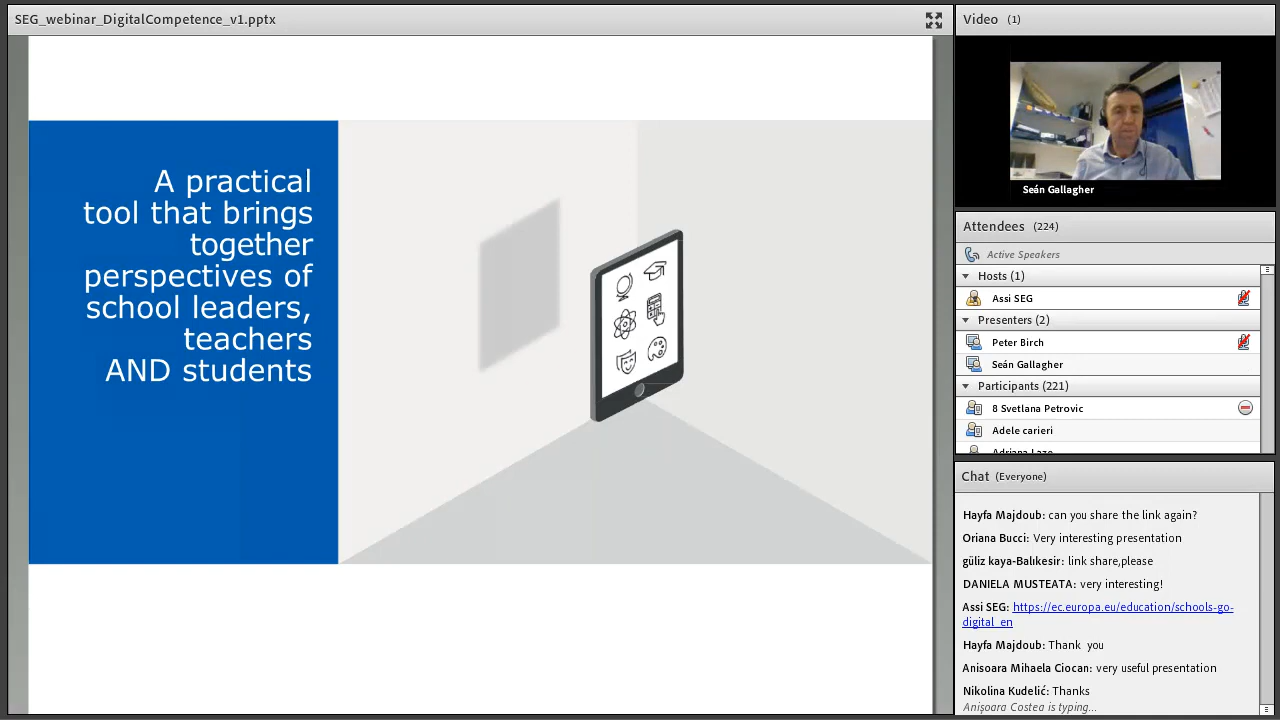 SEG_webinar_DigitalCompetence_v1.pptx
A practical
tool that brings
together
perspectives of
school leaders,
teachers
AND students
Video (1)
Seán Gallagher
Attendees (224)
Active Speakers
Hosts (1)
Assi SEG
Presenters (2)
Peter Birch
Seán Gallagher
Participants (221)
8 Svetlana Petrovic
Adele carieri
Adriana Lazo
Chat (Everyone)
Hayfa Majdoub: can you share the link again?
Oriana Bucci: Very interesting presentation
güliz kaya-Balıkesir: link share,please
DANIELA MUSTEATA: very interesting!
Assi SEG: https://ec.europa.eu/education/schools-go-
digital_en
Hayfa Majdoub: Thank  you
Anisoara Mihaela Ciocan: very useful presentation
Nikolina Kudelić: Thanks
Anişoara Costea is typing...